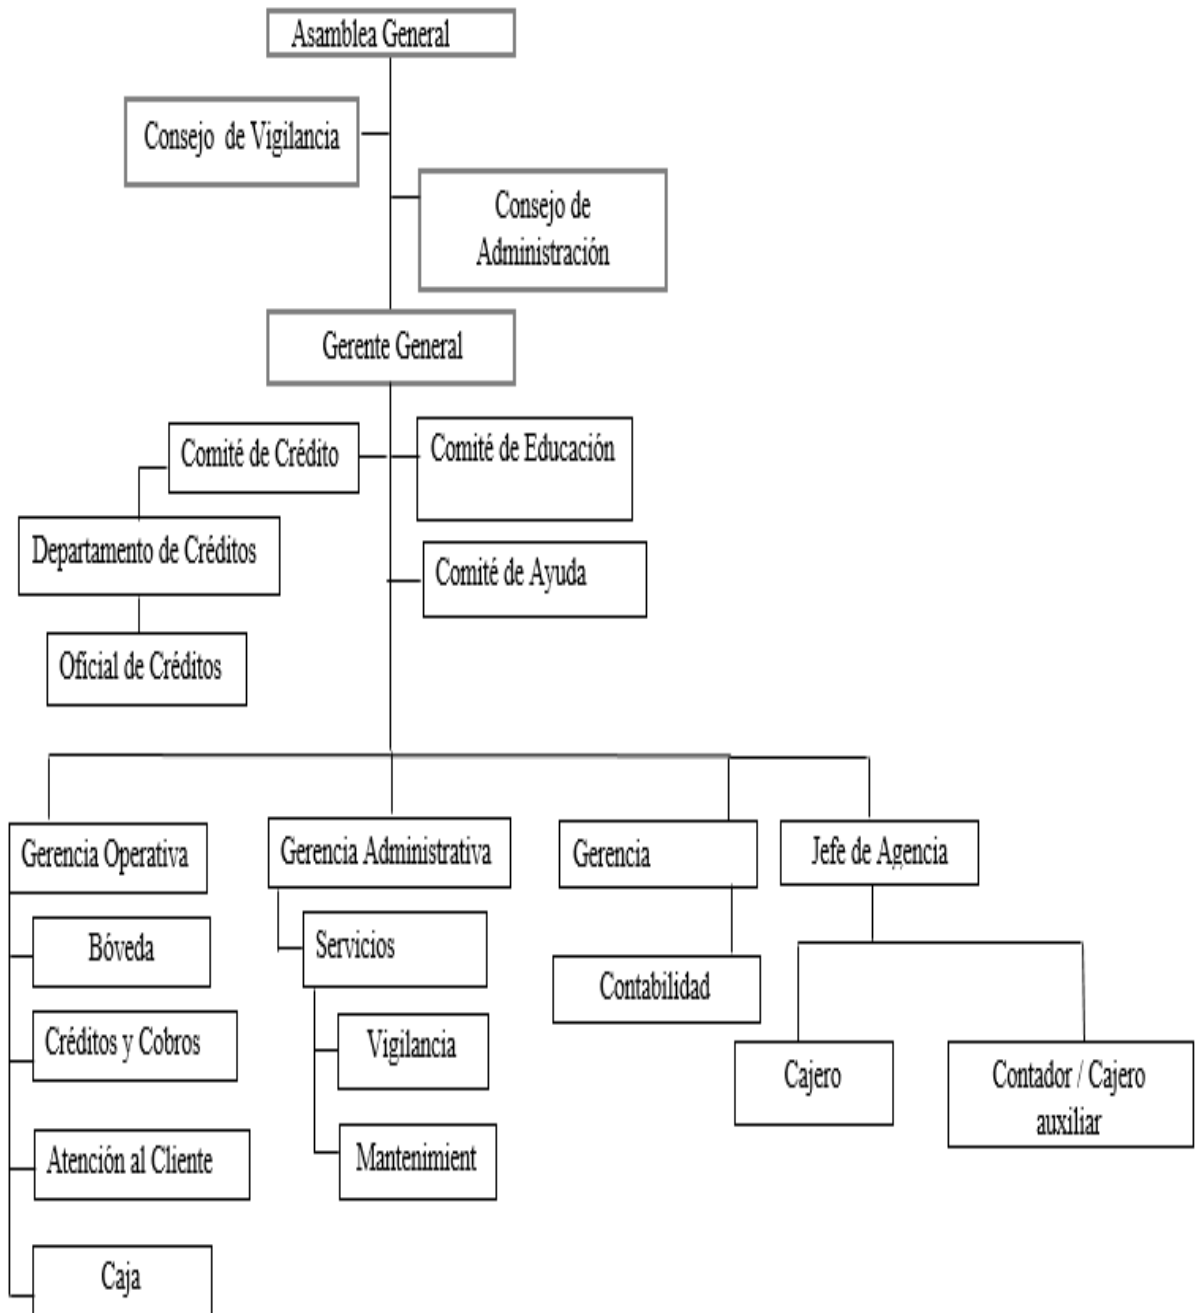 Asamblea General
Consejo de Vigilancia
Consejo de
Administración
Gerente General
Comité de Crédito
Comité de Educación
Departamento de Créditos
Comité de Ayuda
Oficial de Créditos
Gerencia Operativa
Gerencia Administrativa
Gerencia
Jefe de Agencia
Bóveda
Servicios
Contabilidad
Créditos y Cobros
Vigilancia
Cajero
Contador / Cajero
auxiliar
Atención al Cliente
Mantenimient
Caja